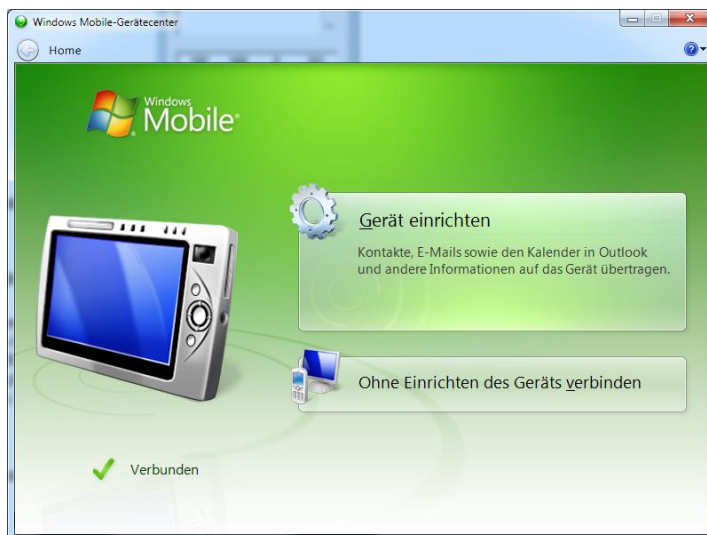 Windows Mobile-Gerätecenter
Home
Windows
Mobile
Gerät einrichten
Kontakte, E-Mails sowie den Kalender in Outlook
und andere Informationen auf das Gerät übertragen.
Ohne Einrichten des Geräts verbinden
Verbunden